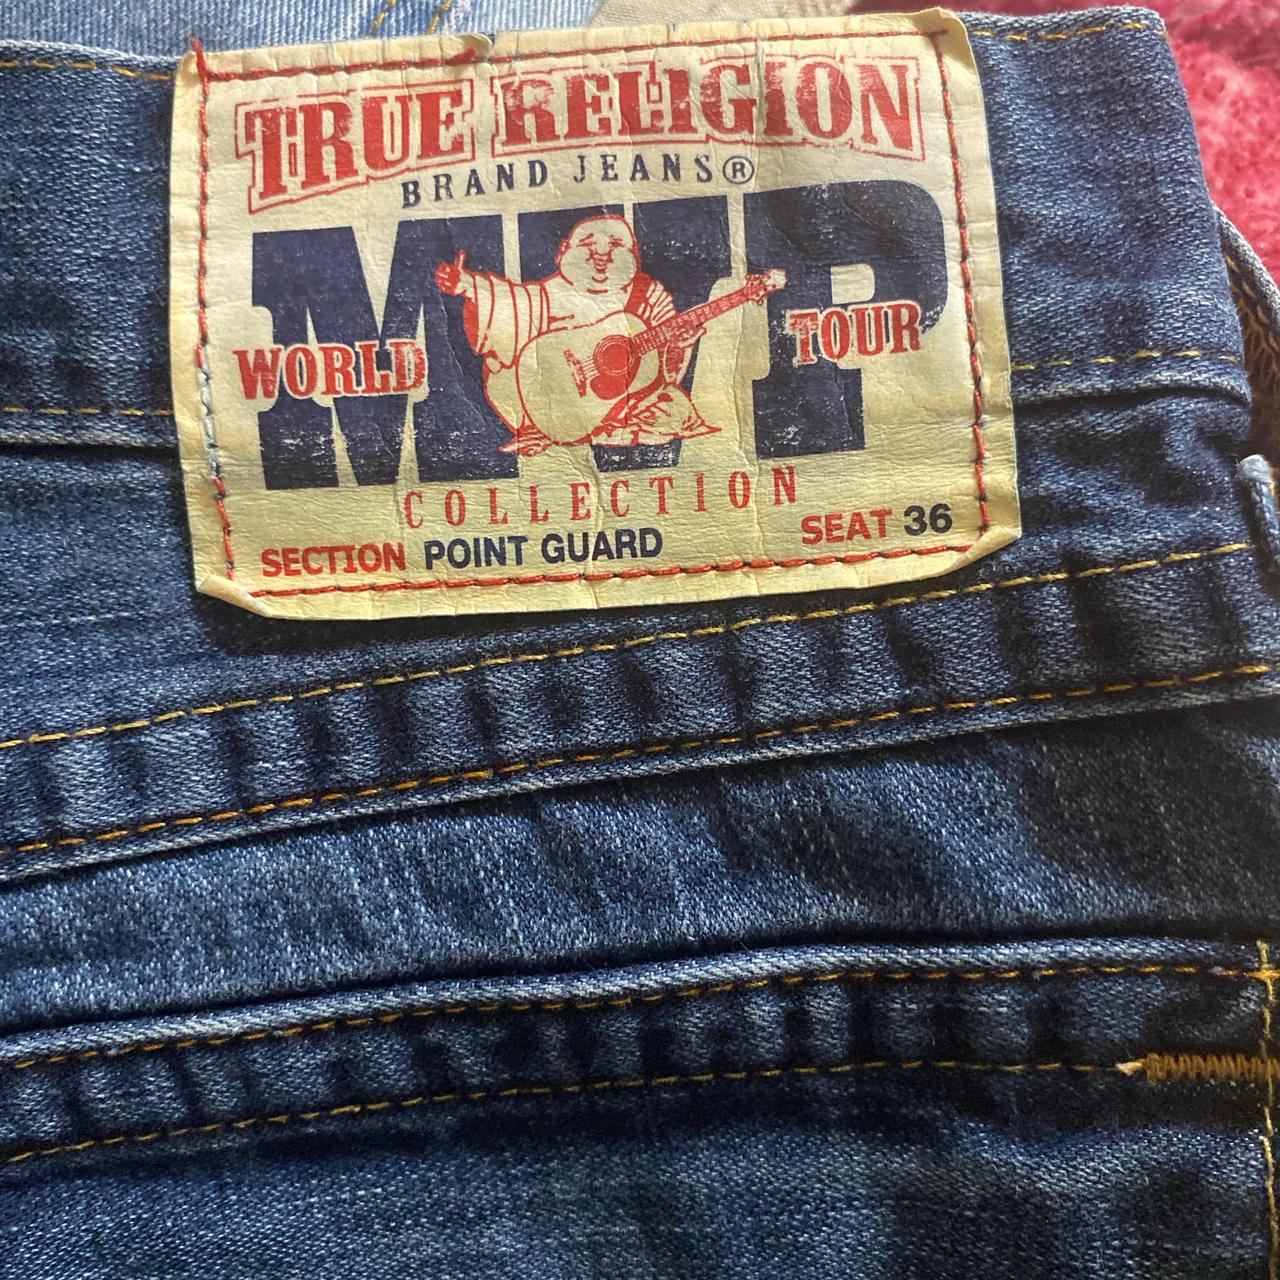 TRUE RELIGION
BRAND JEANS®
MVP
WORLD TOUR
COLLECTION
SECTION POINT GUARD SEAT 36